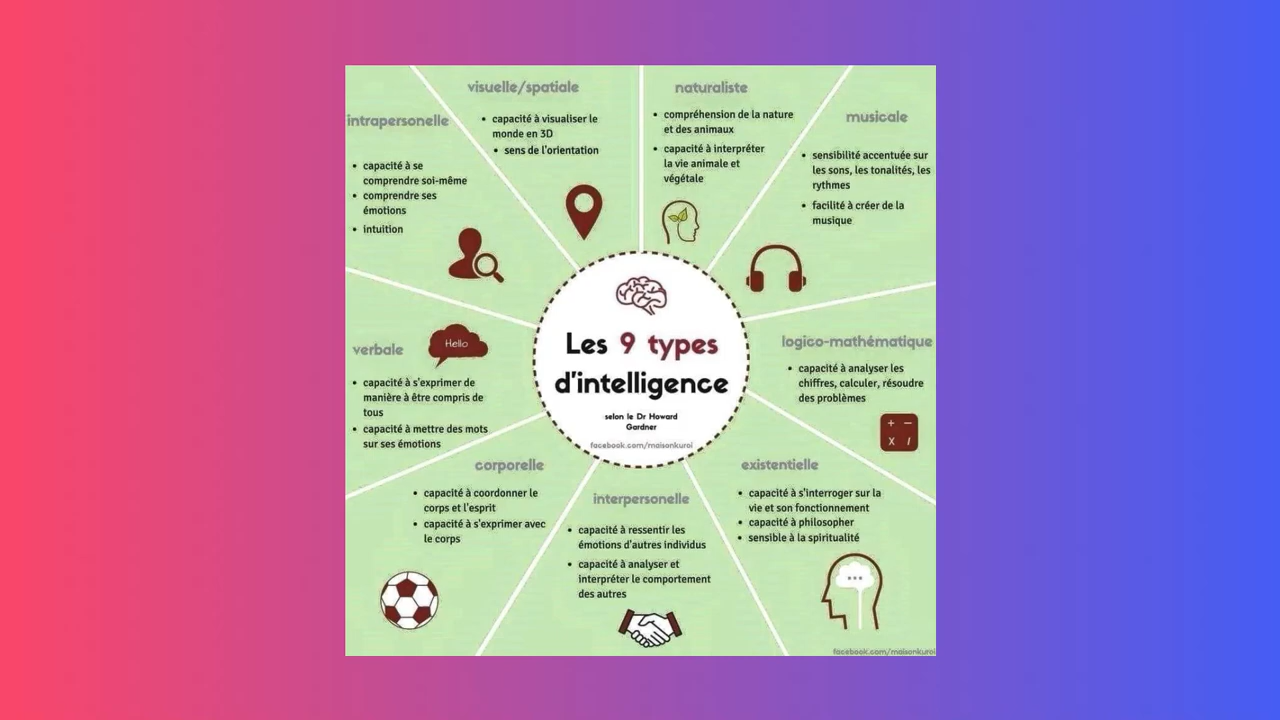 visuelle/spatiale
capacité à visualiser le
monde en 3D
sens de l'orientation
naturaliste
compréhension de la nature
et des animaux
capacité à interpréter
la vie animale et
végétale
musicale
sensibilité accentuée sur
les sons, les tonalités, les
rythmes
facilité à créer de la
musique
logico-mathématique
capacité à analyser les
chiffres, calculer, résoudre
des problèmes
+ −
x /
existentielle
capacité à s'interroger sur la
vie et son fonctionnement
capacité à philosopher
sensible à la spiritualité
interpersonelle
capacité à ressentir les
émotions d'autres individus
capacité à analyser et
interpréter le comportement
des autres
corporelle
capacité à coordonner le
corps et l'esprit
capacité à s'exprimer avec
le corps
verbale
Hello
capacité à s'exprimer de
manière à être compris de
tous
capacité à mettre des mots
sur ses émotions
intrapersonelle
capacité à se
comprendre soi-même
comprendre ses
émotions
intuition
Les 9 types
d'intelligence
selon le Dr Howard
Gardner
facebook.com/maisonkuroi
facebook.com/maisonkuroi